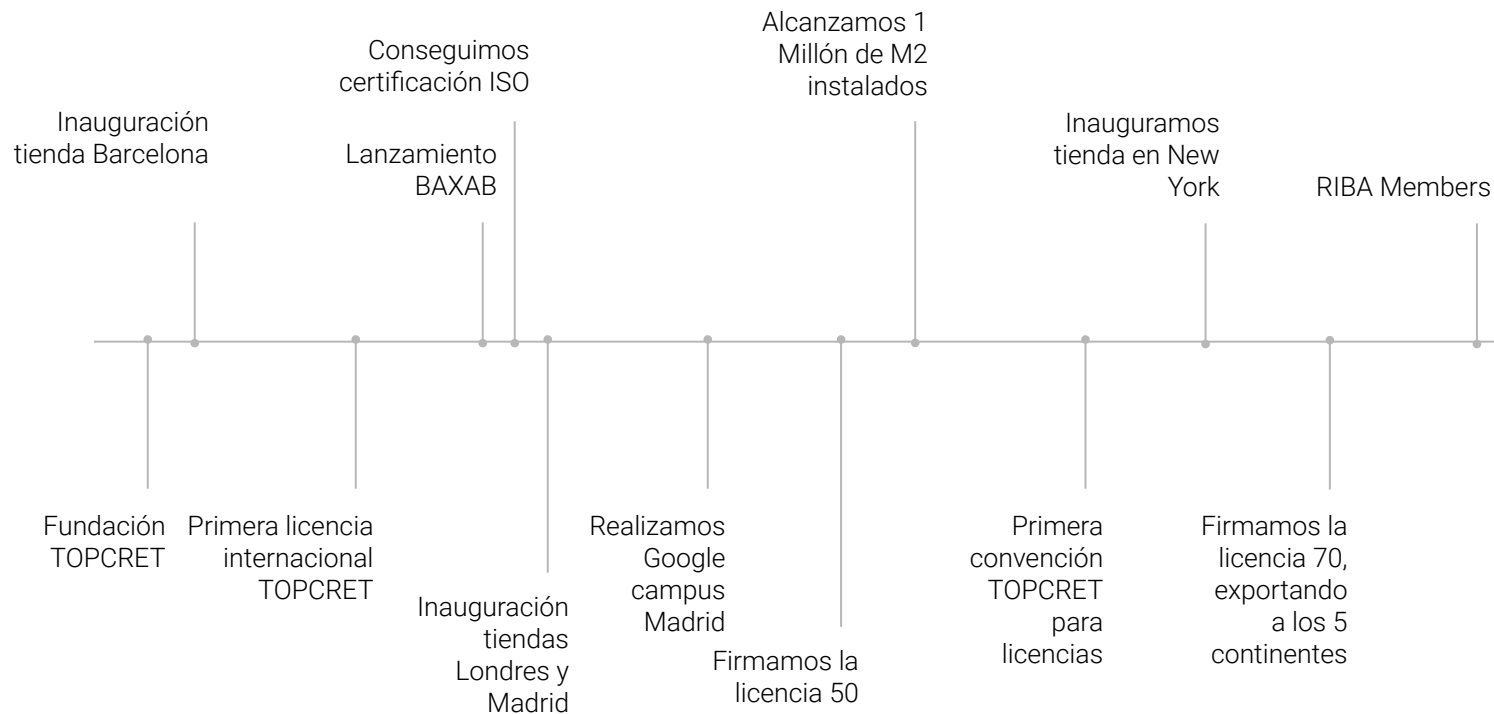 Alcanzamos 1
Millón de M2
instalados
Conseguimos
certificación ISO
Inauguración
tienda Barcelona
Lanzamiento
BAXAB
Inauguramos
tienda en New
York
RIBA Members
Fundación
TOPCRET
Primera licencia
internacional
TOPCRET
Inauguración
tiendas
Londres y
Madrid
Realizamos
Google
campus
Madrid
Firmamos la
licencia 50
Primera
convención
TOPCRET
para
licencias
Firmamos la
licencia 70,
exportando
a los 5
continentes